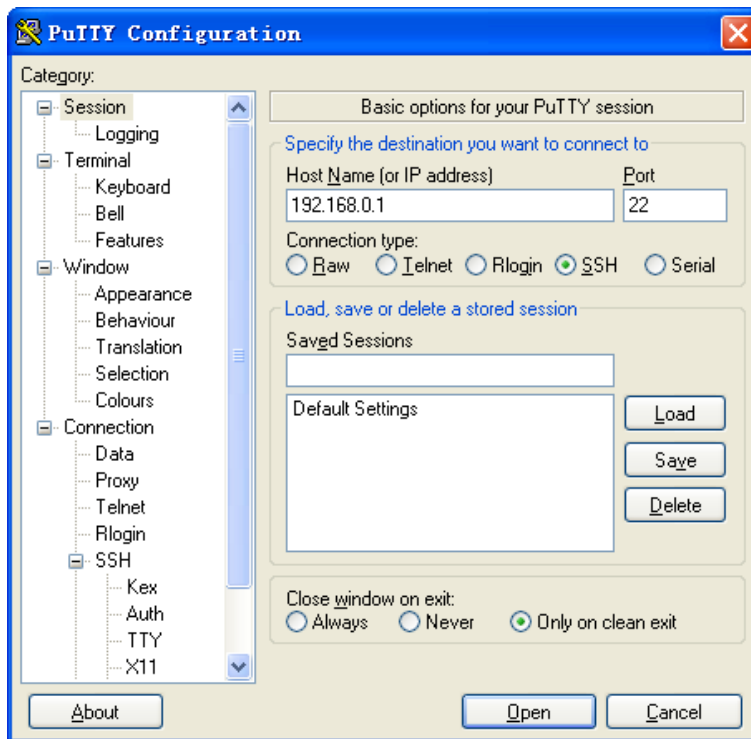 PuTTY Configuration
Category:
Session
Logging
Terminal
Keyboard
Bell
Features
Window
Appearance
Behaviour
Translation
Selection
Colours
Connection
Data
Proxy
Telnet
Rlogin
SSH
Kex
Auth
TTY
X11
Basic options for your PuTTY session
Specify the destination you want to connect to
Host Name (or IP address) Port
192.168.0.1 22
Connection type:
Raw Telnet Rlogin SSH Serial
Load, save or delete a stored session
Saved Sessions
Default Settings
Load
Save
Delete
Close window on exit:
Always Never Only on clean exit
About Open Cancel